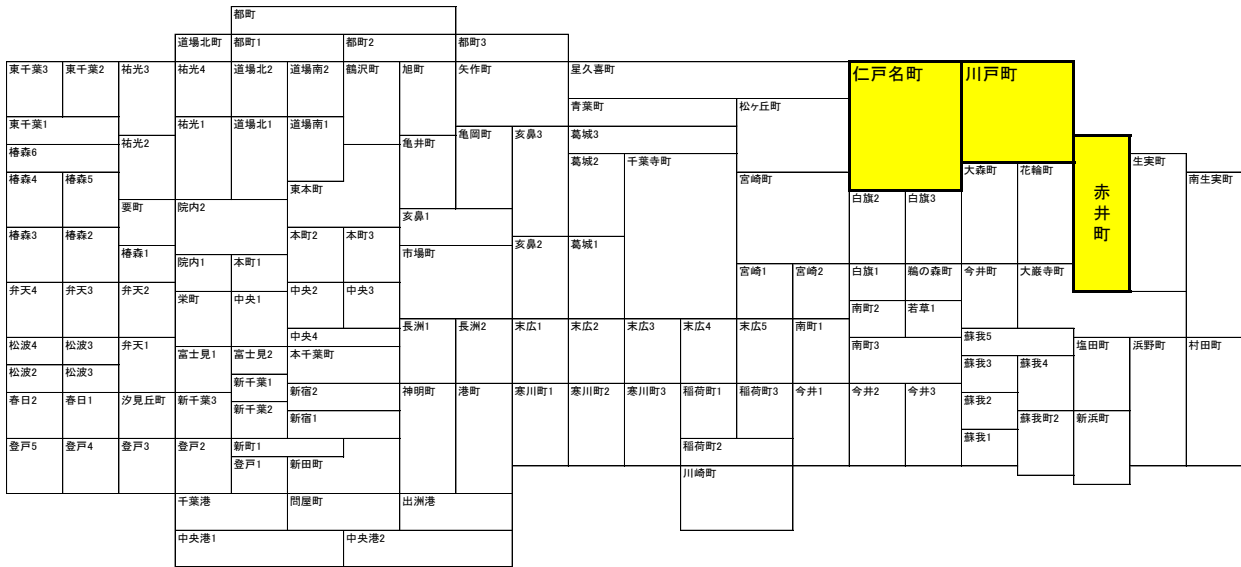 都町
道場北町 都町1 都町2 都町3
東千葉3 東千葉2 祐光3 祐光4 道場北2 道場南2 鶴沢町 旭町 矢作町 星久喜町 仁戸名町 川戸町
青葉町 松ヶ丘町
東千葉1 祐光1 道場北1 道場南1 亀岡町 亥鼻3 葛城3
祐光2 亀井町
椿森6 葛城2 千葉寺町 生実町
椿森4 椿森5 宮崎町 大森町 花輪町 南生実町
東本町 白旗2 白旗3 赤井町
要町 院内2 亥鼻1
椿森3 椿森2 本町2 本町3 亥鼻2 葛城1
椿森1 市場町
院内1 本町1 宮崎1 宮崎2 白旗1 鵜の森町 今井町 大巌寺町
弁天4 弁天3 弁天2 中央2 中央3
栄町 中央1 南町2 若草1
長洲1 長洲2 末広1 末広2 末広3 末広4 末広5 南町1
中央4 蘇我5
松波4 松波3 弁天1 南町3 塩田町 浜野町 村田町
富士見1 富士見2 本千葉町 蘇我3 蘇我4
松波2 松波3
新千葉1 新宿2 神明町 港町 寒川町1 寒川町2 寒川町3 稲荷町1 稲荷町3 今井1 今井2 今井3
春日2 春日1 汐見丘町 新千葉3 蘇我2
新千葉2 新宿1 蘇我町2 新浜町
蘇我1
登戸5 登戸4 登戸3 登戸2 新町1 稲荷町2
登戸1 新田町
川崎町
千葉港 問屋町 出洲港
中央港1 中央港2